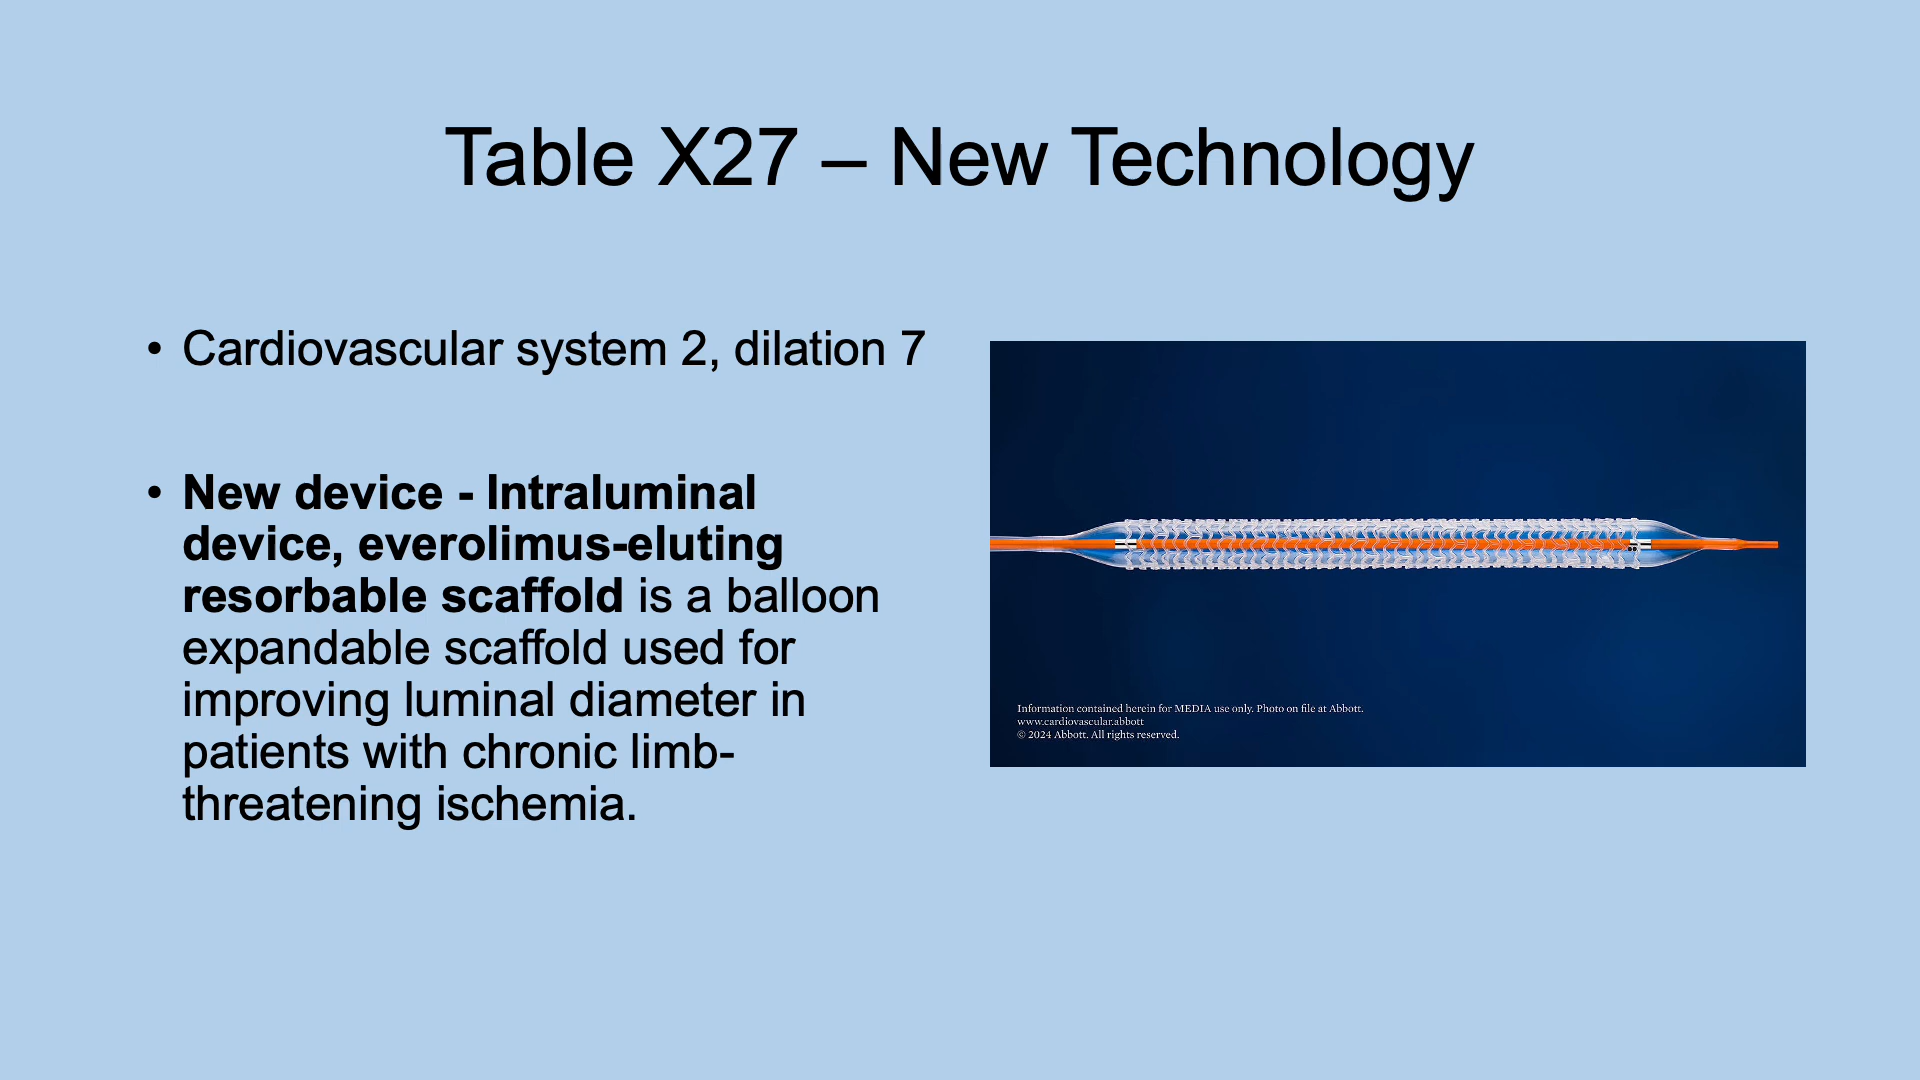 Table X27 – New Technology
• Cardiovascular system 2, dilation 7
• New device - Intraluminal
device, everolimus-eluting
resorbable scaffold is a balloon
expandable scaffold used for
improving luminal diameter in
patients with chronic limb-
threatening ischemia.
Information contained herein for MEDIA use only. Photo on file at Abbott.
www.cardiovascular.abbott
© 2024 Abbott. All rights reserved.